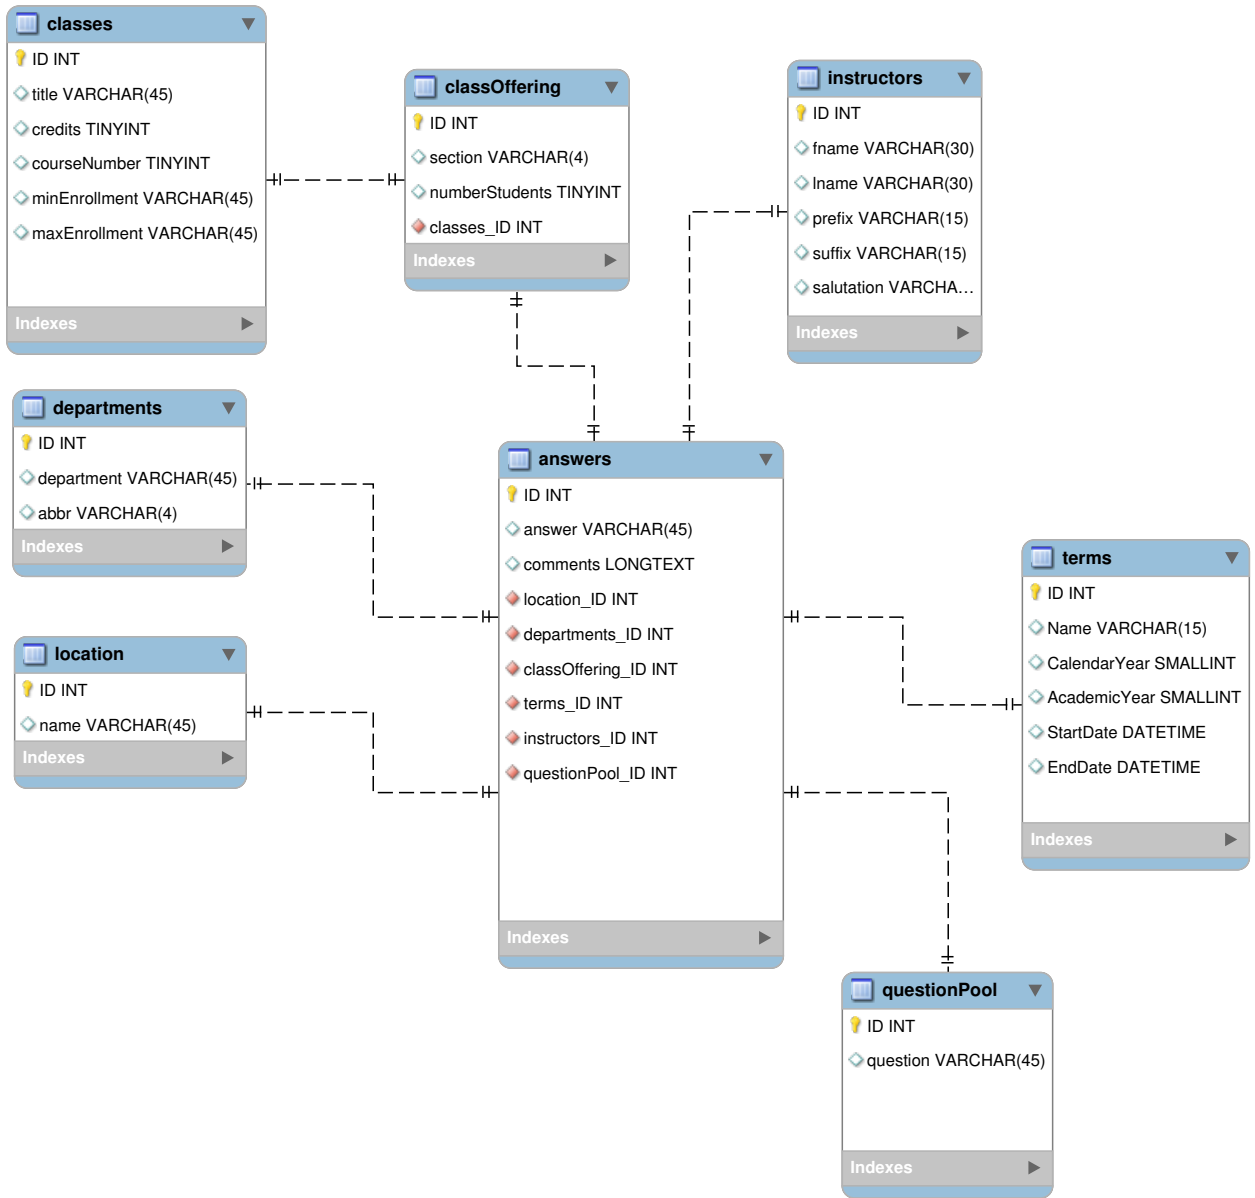 classes
ID INT
title VARCHAR(45)
credits TINYINT
courseNumber TINYINT
minEnrollment VARCHAR(45)
maxEnrollment VARCHAR(45)
Indexes
classOffering
ID INT
section VARCHAR(4)
numberStudents TINYINT
classes_ID INT
Indexes
instructors
ID INT
fname VARCHAR(30)
lname VARCHAR(30)
prefix VARCHAR(15)
suffix VARCHAR(15)
salutation VARCHA...
Indexes
departments
ID INT
department VARCHAR(45)
abbr VARCHAR(4)
Indexes
location
ID INT
name VARCHAR(45)
Indexes
answers
ID INT
answer VARCHAR(45)
comments LONGTEXT
location_ID INT
departments_ID INT
classOffering_ID INT
terms_ID INT
instructors_ID INT
questionPool_ID INT
Indexes
terms
ID INT
Name VARCHAR(15)
CalendarYear SMALLINT
AcademicYear SMALLINT
StartDate DATETIME
EndDate DATETIME
Indexes
questionPool
ID INT
question VARCHAR(45)
Indexes